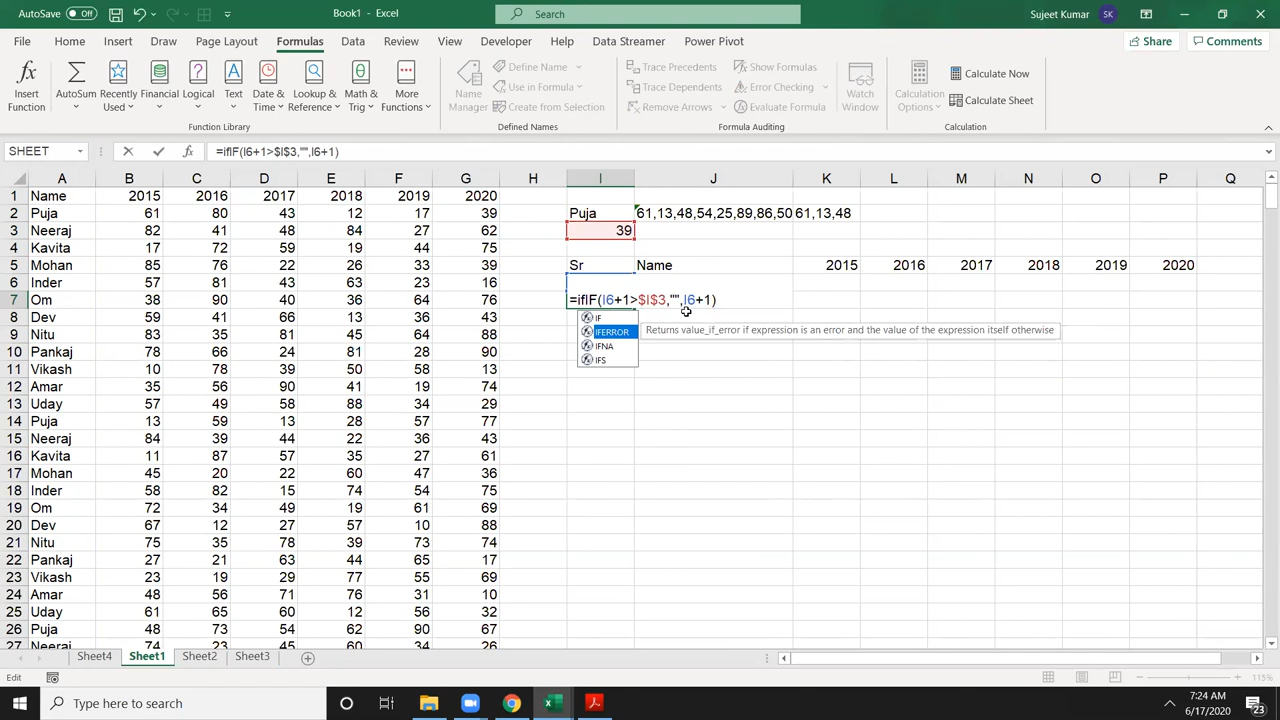 AutoSave Off Book1 - Excel Search Sujeet Kumar SK
File Home Insert Draw Page Layout Formulas Data Review View Developer Help Data Streamer Power Pivot Share Comments
Insert Function AutoSum Recently Used Financial Logical Text Date & Time Lookup & Reference Math & Trig More Functions Name Manager Define Name Use in Formula Create from Selection Trace Precedents Trace Dependents Remove Arrows Show Formulas Error Checking Evaluate Formula Watch Window Calculation Options Calculate Now Calculate Sheet
Function Library Defined Names Formula Auditing Calculation
SHEET fx =ifIF(I6+1>$I$3,"",I6+1)
A B C D E F G H I J K L M N O P Q
1 Name 2015 2016 2017 2018 2019 2020
2 Puja 61 80 43 12 17 39 Puja 61,13,48,54,25,89,86,50 61,13,48
3 Neeraj 82 41 48 84 27 62 39
4 Kavita 17 72 59 19 44 75
5 Mohan 85 76 22 26 33 39 Sr Name 2015 2016 2017 2018 2019 2020
6 Inder 57 81 43 63 23 16
7 Om 38 90 40 36 64 76 =ifIF(I6+1>$I$3,"",I6+1)
8 Dev 59 41 66 13 36 43 IF
9 Nitu 83 35 81 45 64 88 IFERROR Returns value_if_error if expression is an error and the value of the expression itself otherwise
10 Pankaj 78 66 24 81 28 90 IFNA
11 Vikash 10 78 39 50 58 13 IFS
12 Amar 35 56 90 41 19 74
13 Uday 57 49 58 88 34 29
14 Puja 13 59 13 28 57 77
15 Neeraj 84 39 44 22 36 43
16 Kavita 11 87 57 35 27 61
17 Mohan 45 20 22 60 47 36
18 Inder 58 82 15 74 54 75
19 Om 72 34 49 19 61 69
20 Dev 67 12 27 57 10 88
21 Nitu 75 35 78 39 73 74
22 Pankaj 27 21 63 44 65 17
23 Vikash 23 19 29 77 55 69
24 Amar 48 56 71 76 31 10
25 Uday 61 65 60 12 56 32
26 Puja 48 73 54 62 90 67
27 Neeraj 74 23 45 60 34 26
Sheet4 Sheet1 Sheet2 Sheet3
Edit 115%
Type here to search 7:24 AM
6/17/2020 23